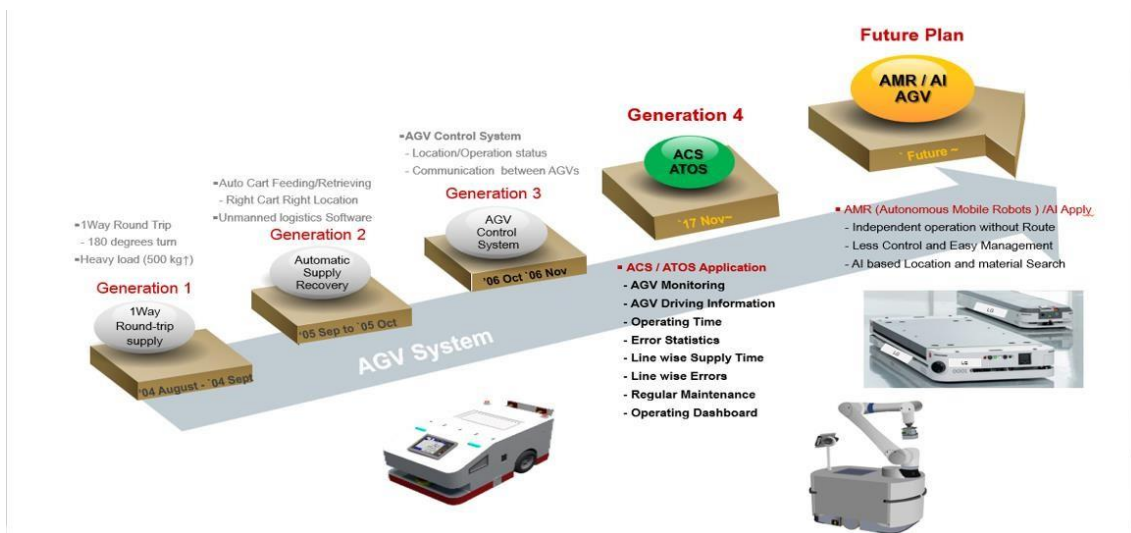 Future Plan
AMR / AI
AGV
` Future ~
Generation 4
ACS
ATOS
`17 Nov~
▪AGV Control System
- Location/Operation status
- Communication between AGVs
Generation 3
AGV
Control
System
'06 Oct `06 Nov
▪Auto Cart Feeding/Retrieving
- Right Cart Right Location
▪Unmanned logistics Software
Generation 2
Automatic
Supply
Recovery
'05 Sep to `05 Oct
▪1Way Round Trip
- 180 degrees turn
▪Heavy load (500 kg↑)
Generation 1
1Way
Round-trip
supply
'04 August - `04 Sept
AGV System
▪ ACS / ATOS Application
- AGV Monitoring
- AGV Driving Information
- Operating Time
- Error Statistics
- Line wise Supply Time
- Line wise Errors
- Regular Maintenance
- Operating Dashboard
▪ AMR (Autonomous Mobile Robots ) /AI Apply
- Independent operation without Route
- Less Control and Easy Management
- AI based Location and material Search
LG
LG
LG